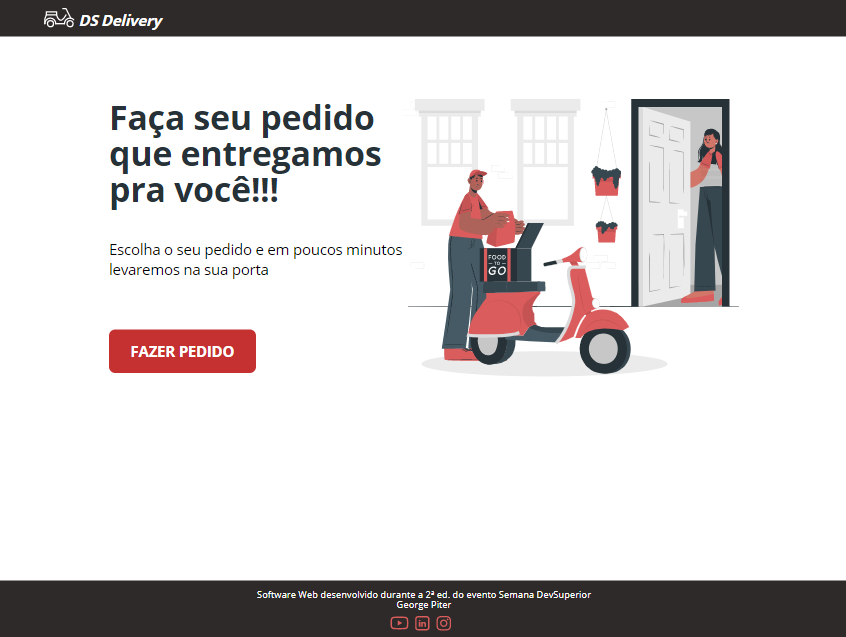 DS Delivery
Faça seu pedido
que entregamos
pra você!!!
Escolha o seu pedido e em poucos minutos
levaremos na sua porta
FOOD
TO
GO
FAZER PEDIDO
Software Web desenvolvido durante a 2ª ed. do evento Semana DevSuperior
George Piter
in